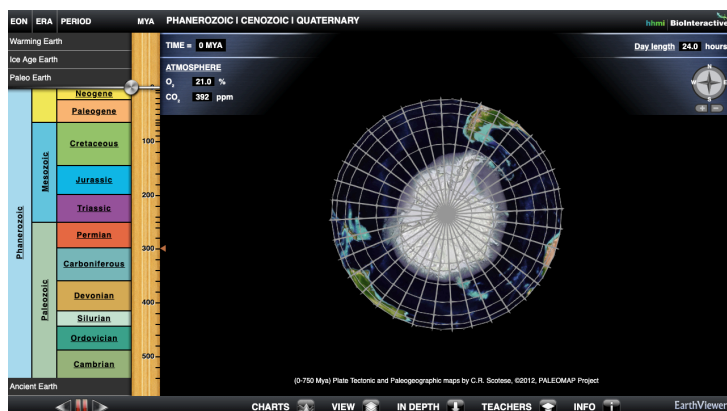 EON ERA PERIOD MYA PHANEROZOIC | CENOZOIC | QUATERNARY hhmi BioInteractive
Warming Earth
Ice Age Earth
Paleo Earth
TIME = 0 MYA
Day length 24.0 hours
ATMOSPHERE
O2 21.0 %
CO2 392 ppm
N
W E
S
+ −
Phanerozoic
Mesozoic
Paleozoic
Neogene
Paleogene
Cretaceous
Jurassic
Triassic
Permian
Carboniferous
Devonian
Silurian
Ordovician
Cambrian
100
200
300
400
500
Ancient Earth
(0-750 Mya) Plate Tectonic and Paleogeographic maps by C.R. Scotese, ©2012, PALEOMAP Project
CHARTS VIEW IN DEPTH TEACHERS INFO EarthViewer